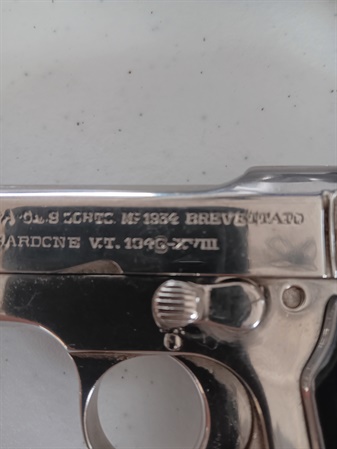 CAL. 9 CORTO Mº 1934 BREVETTATO
GARDONE V.T. 1940-XVIII
O